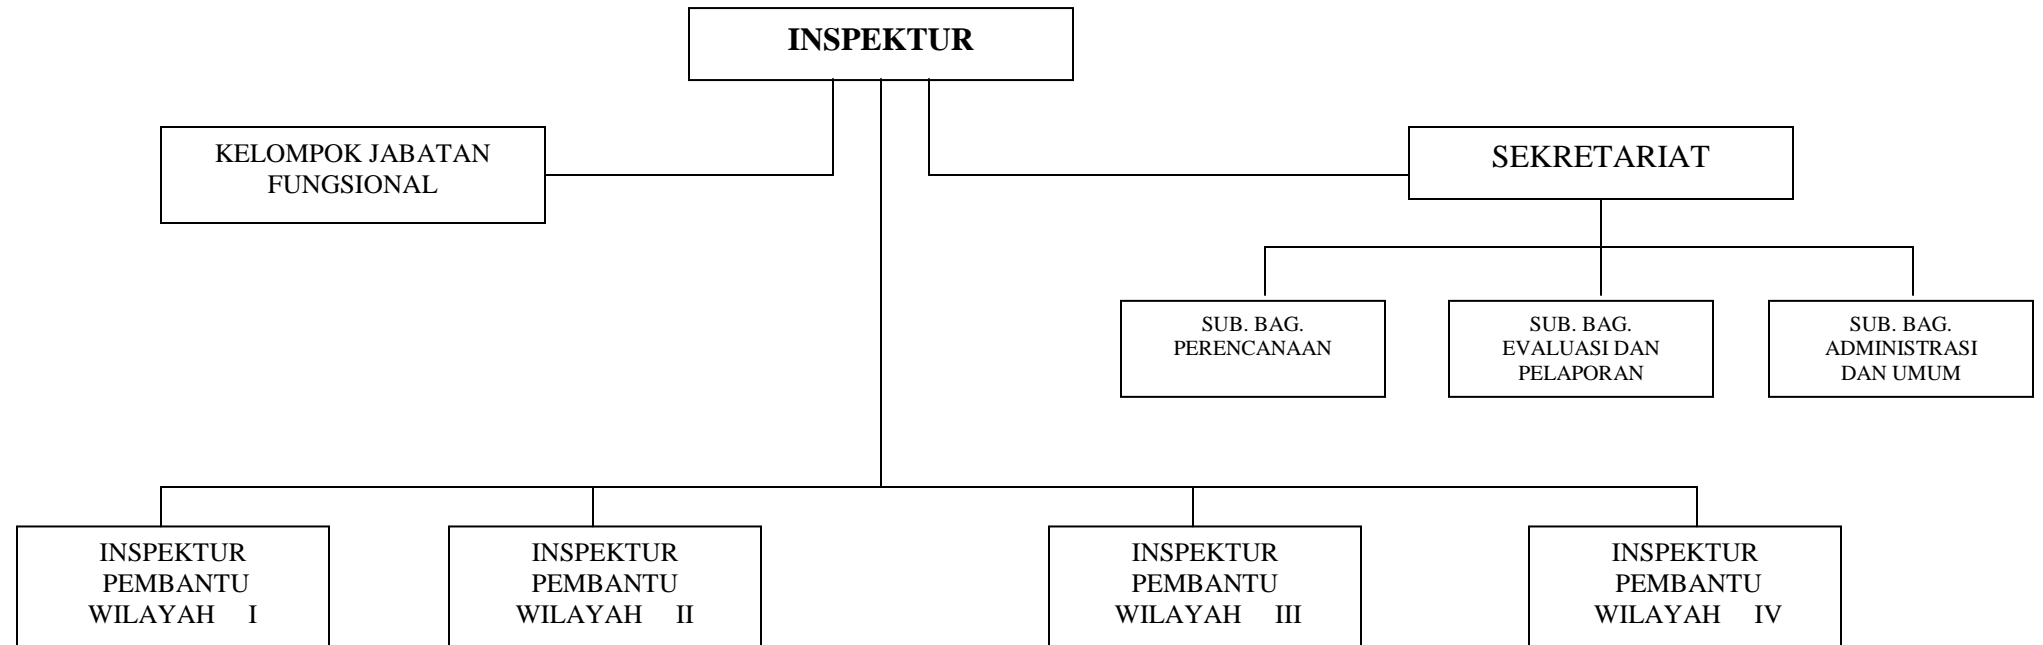 INSPEKTUR
KELOMPOK JABATAN
FUNGSIONAL
SEKRETARIAT
SUB. BAG.
PERENCANAAN
SUB. BAG.
EVALUASI DAN
PELAPORAN
SUB. BAG.
ADMINISTRASI
DAN UMUM
INSPEKTUR
PEMBANTU
WILAYAH I
INSPEKTUR
PEMBANTU
WILAYAH II
INSPEKTUR
PEMBANTU
WILAYAH III
INSPEKTUR
PEMBANTU
WILAYAH IV